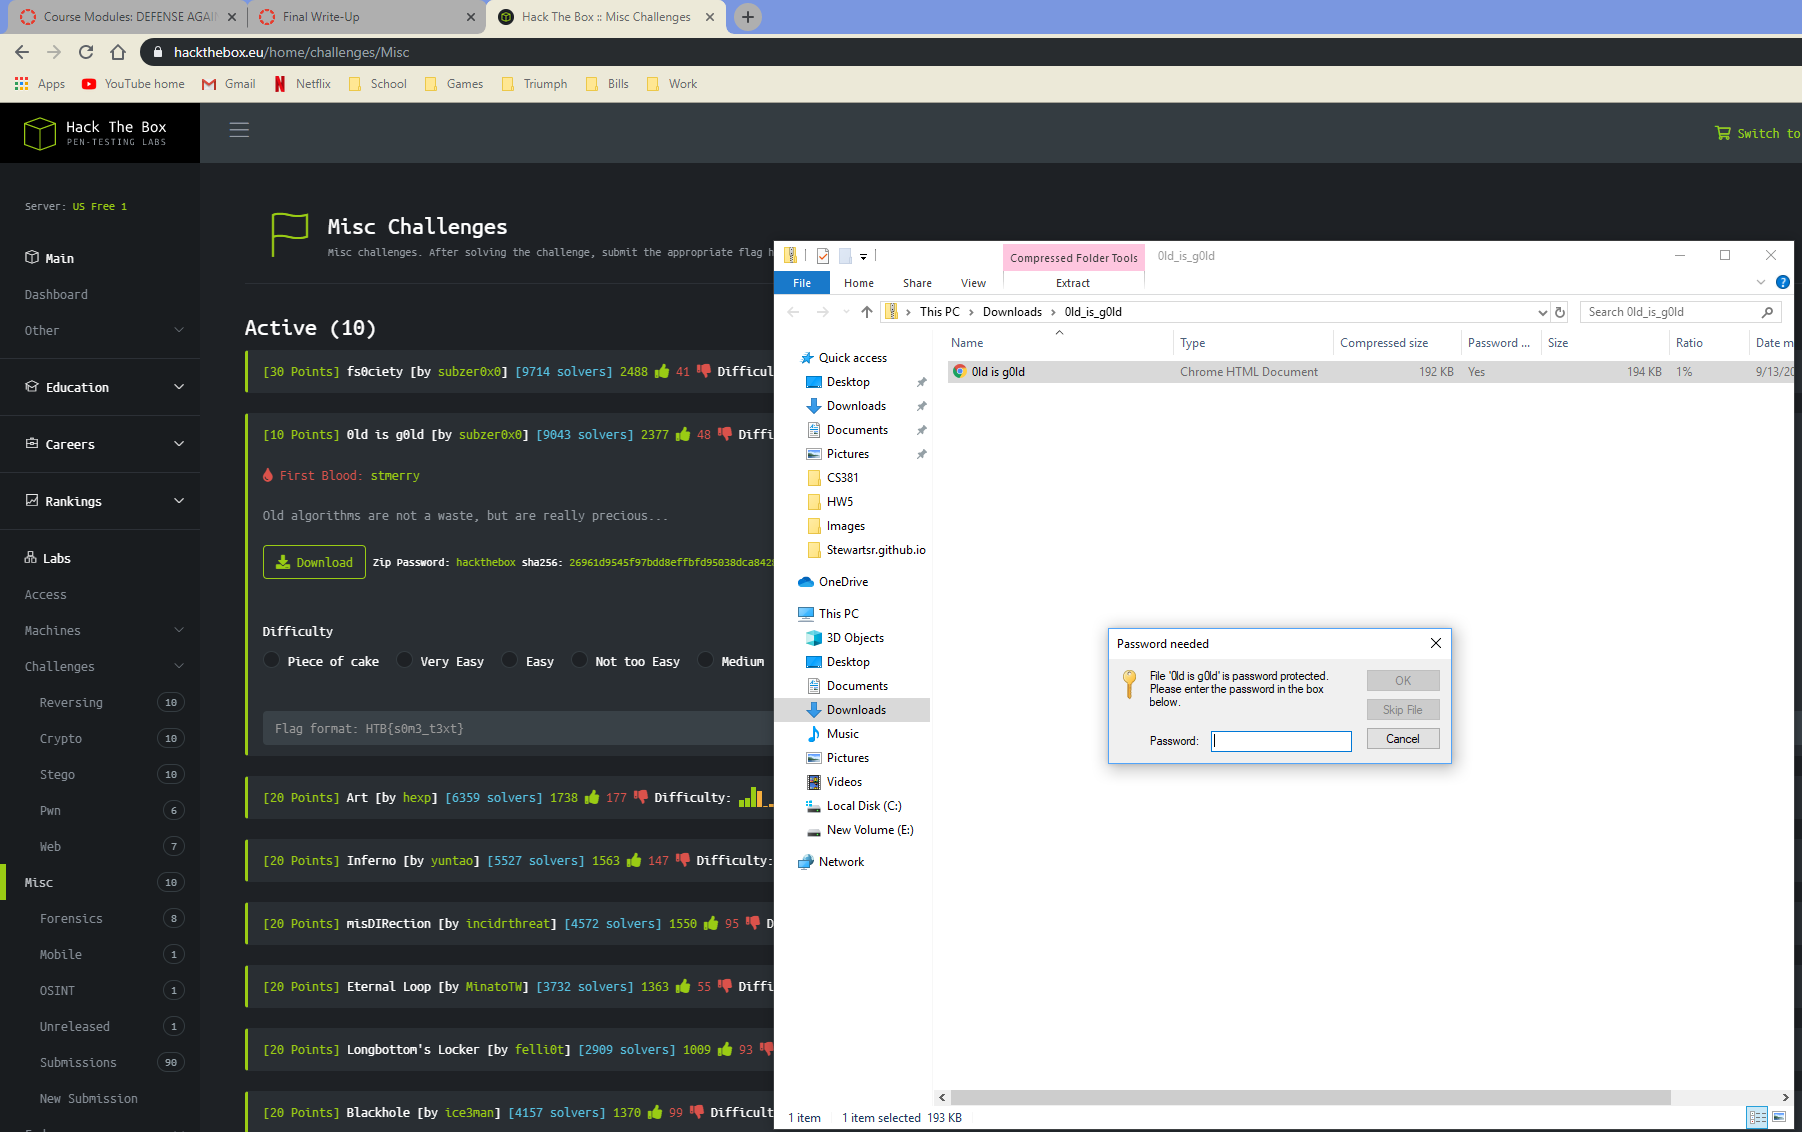 Course Modules: DEFENSE AGAI
Final Write-Up
Hack The Box :: Misc Challenges
hackthebox.eu/home/challenges/Misc
Apps YouTube home Gmail Netflix School Games Triumph Bills Work
Hack The Box
PEN-TESTING LABS
Switch to
Server: US Free 1
Main
Dashboard
Other
Education
Careers
Rankings
Labs
Access
Machines
Challenges
Reversing 10
Crypto 10
Stego 10
Pwn 6
Web 7
Misc 10
Forensics 8
Mobile 1
OSINT 1
Unreleased 1
Submissions 90
New Submission
Misc Challenges
Misc challenges. After solving the challenge, submit the appropriate flag h
Active (10)
[30 Points] fs0ciety [by subzer0x0] [9714 solvers] 2488 41 Difficul
[10 Points] 0ld is g0ld [by subzer0x0] [9043 solvers] 2377 48 Diffi
First Blood: stmerry
Old algorithms are not a waste, but are really precious...
Download Zip Password: hackthebox sha256: 26961d9545f97bdd8effbfd95038dca8428
Difficulty
Piece of cake Very Easy Easy Not too Easy Medium
Flag format: HTB{s0m3_t3xt}
[20 Points] Art [by hexp] [6359 solvers] 1738 177 Difficulty:
[20 Points] Inferno [by yuntao] [5527 solvers] 1563 147 Difficulty:
[20 Points] misDIRection [by incidrthreat] [4572 solvers] 1550 95 D
[20 Points] Eternal Loop [by MinatoTW] [3732 solvers] 1363 55 Diffi
[20 Points] Longbottom's Locker [by felli0t] [2909 solvers] 1009 93
[20 Points] Blackhole [by ice3man] [4157 solvers] 1370 99 Difficult
Compressed Folder Tools 0ld_is_g0ld
File Home Share View Extract
This PC Downloads 0ld_is_g0ld
Search 0ld_is_g0ld
Name Type Compressed size Password ... Size Ratio Date m
0ld is g0ld Chrome HTML Document 192 KB Yes 194 KB 1% 9/13/20
Quick access
Desktop
Downloads
Documents
Pictures
CS381
HW5
Images
Stewartsr.github.io
OneDrive
This PC
3D Objects
Desktop
Documents
Downloads
Music
Pictures
Videos
Local Disk (C:)
New Volume (E:)
Network
Password needed
File '0ld is g0ld' is password protected.
Please enter the password in the box
below.
Password:
OK
Skip File
Cancel
1 item 1 item selected 193 KB